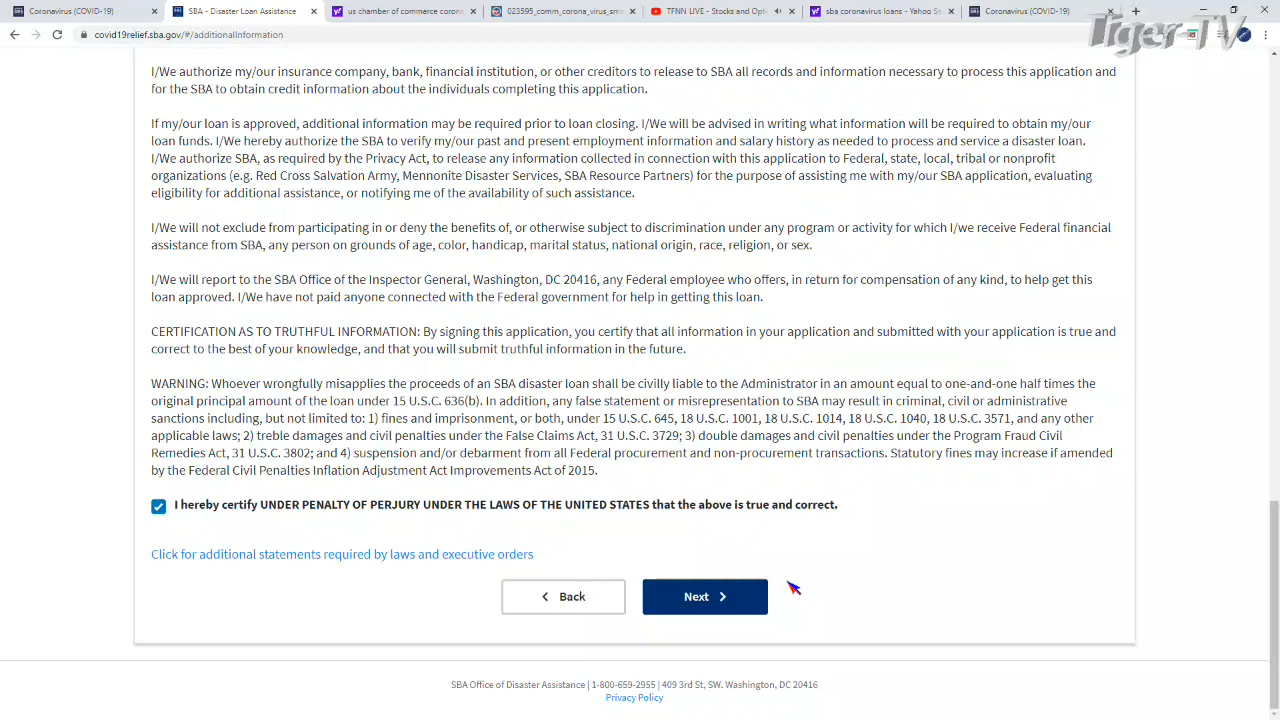 Coronavirus (COVID-19)
SBA - Disaster Loan Assistance
us chamber of commerce corona
023595_comm_corona_virus_sm
TFNN LIVE - Stocks and Opti
sba coronavirus loans - Yahoo Se
Coronavirus (COVID-19)
Tiger-TV
covid19relief.sba.gov/#/additionalInformation
I/We authorize my/our insurance company, bank, financial institution, or other creditors to release to SBA all records and information necessary to process this application and
for the SBA to obtain credit information about the individuals completing this application.
If my/our loan is approved, additional information may be required prior to loan closing. I/We will be advised in writing what information will be required to obtain my/our
loan funds. I/We hereby authorize the SBA to verify my/our past and present employment information and salary history as needed to process and service a disaster loan.
I/We authorize SBA, as required by the Privacy Act, to release any information collected in connection with this application to Federal, state, local, tribal or nonprofit
organizations (e.g. Red Cross Salvation Army, Mennonite Disaster Services, SBA Resource Partners) for the purpose of assisting me with my/our SBA application, evaluating
eligibility for additional assistance, or notifying me of the availability of such assistance.
I/We will not exclude from participating in or deny the benefits of, or otherwise subject to discrimination under any program or activity for which I/we receive Federal financial
assistance from SBA, any person on grounds of age, color, handicap, marital status, national origin, race, religion, or sex.
I/We will report to the SBA Office of the Inspector General, Washington, DC 20416, any Federal employee who offers, in return for compensation of any kind, to help get this
loan approved. I/We have not paid anyone connected with the Federal government for help in getting this loan.
CERTIFICATION AS TO TRUTHFUL INFORMATION: By signing this application, you certify that all information in your application and submitted with your application is true and
correct to the best of your knowledge, and that you will submit truthful information in the future.
WARNING: Whoever wrongfully misapplies the proceeds of an SBA disaster loan shall be civilly liable to the Administrator in an amount equal to one-and-one half times the
original principal amount of the loan under 15 U.S.C. 636(b). In addition, any false statement or misrepresentation to SBA may result in criminal, civil or administrative
sanctions including, but not limited to: 1) fines and imprisonment, or both, under 15 U.S.C. 645, 18 U.S.C. 1001, 18 U.S.C. 1014, 18 U.S.C. 1040, 18 U.S.C. 3571, and any other
applicable laws; 2) treble damages and civil penalties under the False Claims Act, 31 U.S.C. 3729; 3) double damages and civil penalties under the Program Fraud Civil
Remedies Act, 31 U.S.C. 3802; and 4) suspension and/or debarment from all Federal procurement and non-procurement transactions. Statutory fines may increase if amended
by the Federal Civil Penalties Inflation Adjustment Act Improvements Act of 2015.
I hereby certify UNDER PENALTY OF PERJURY UNDER THE LAWS OF THE UNITED STATES that the above is true and correct.
Click for additional statements required by laws and executive orders
Back
Next
SBA Office of Disaster Assistance | 1-800-659-2955 | 409 3rd St, SW. Washington, DC 20416
Privacy Policy